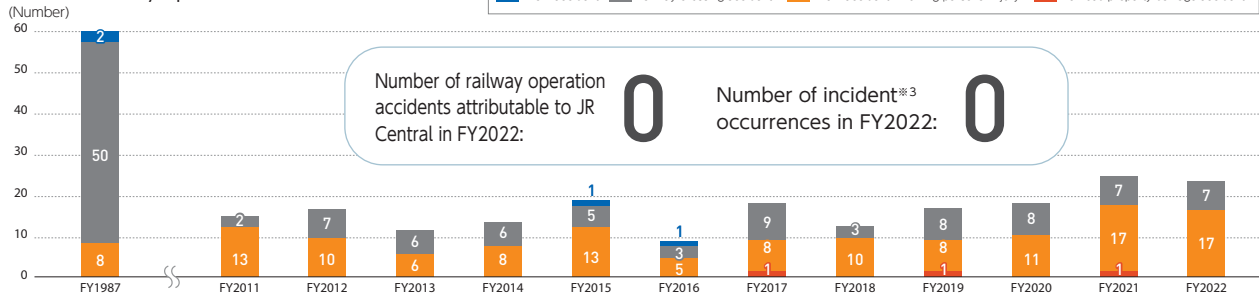 (Number)
60
50
40
30
20
10
0
Number of railway operation
accidents attributable to JR
Central in FY2022:
0
Number of incident※3
occurrences in FY2022:
0
2
50
8
2
13
7
10
6
6
6
8
1
5
13
1
3
5
9
8
1
3
10
8
8
1
8
11
7
17
1
7
17
FY1987
FY2011
FY2012
FY2013
FY2014
FY2015
FY2016
FY2017
FY2018
FY2019
FY2020
FY2021
FY2022